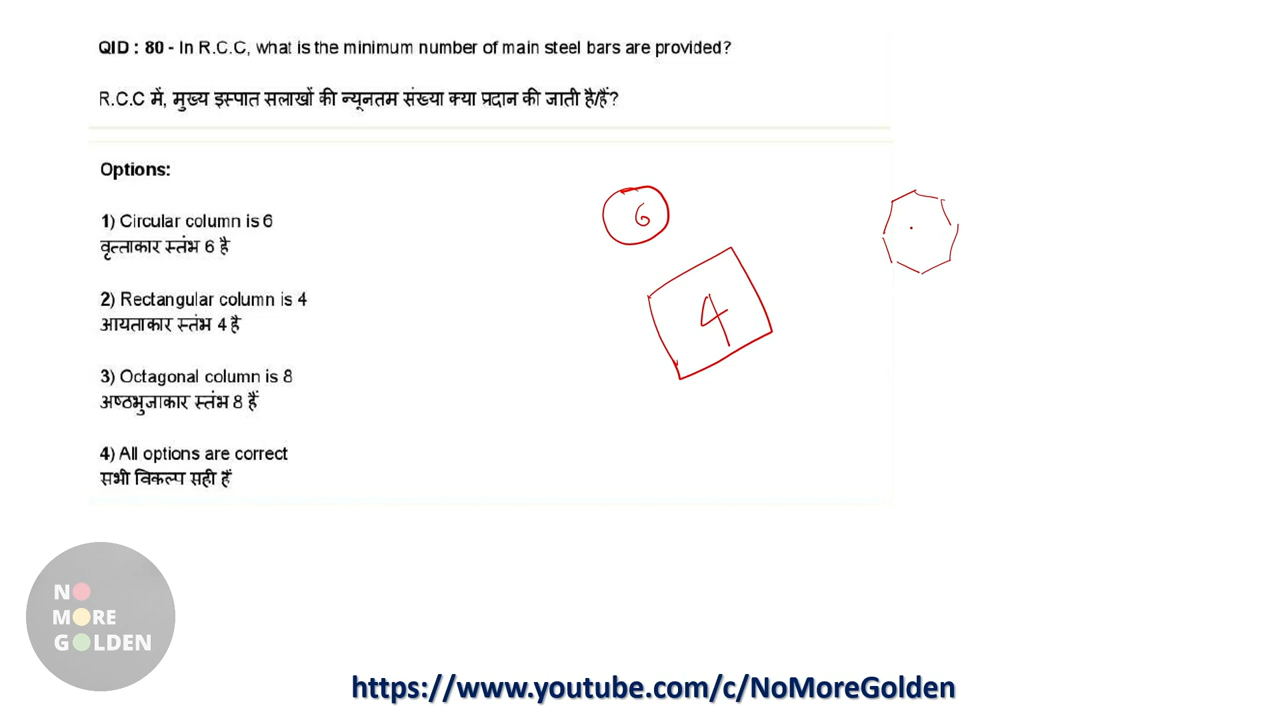 QID : 80 - In R.C.C, what is the minimum number of main steel bars are provided?
R.C.C में, मुख्य इस्पात सलाखों की न्यूनतम संख्या क्या प्रदान की जाती है/हैं?
Options:
1) Circular column is 6
वृत्ताकार स्तंभ 6 है
2) Rectangular column is 4
आयताकार स्तंभ 4 है
3) Octagonal column is 8
अष्ठभुजाकार स्तंभ 8 हैं
4) All options are correct
सभी विकल्प सही हैं
6
4
NO
MORE
GOLDEN
https://www.youtube.com/c/NoMoreGolden